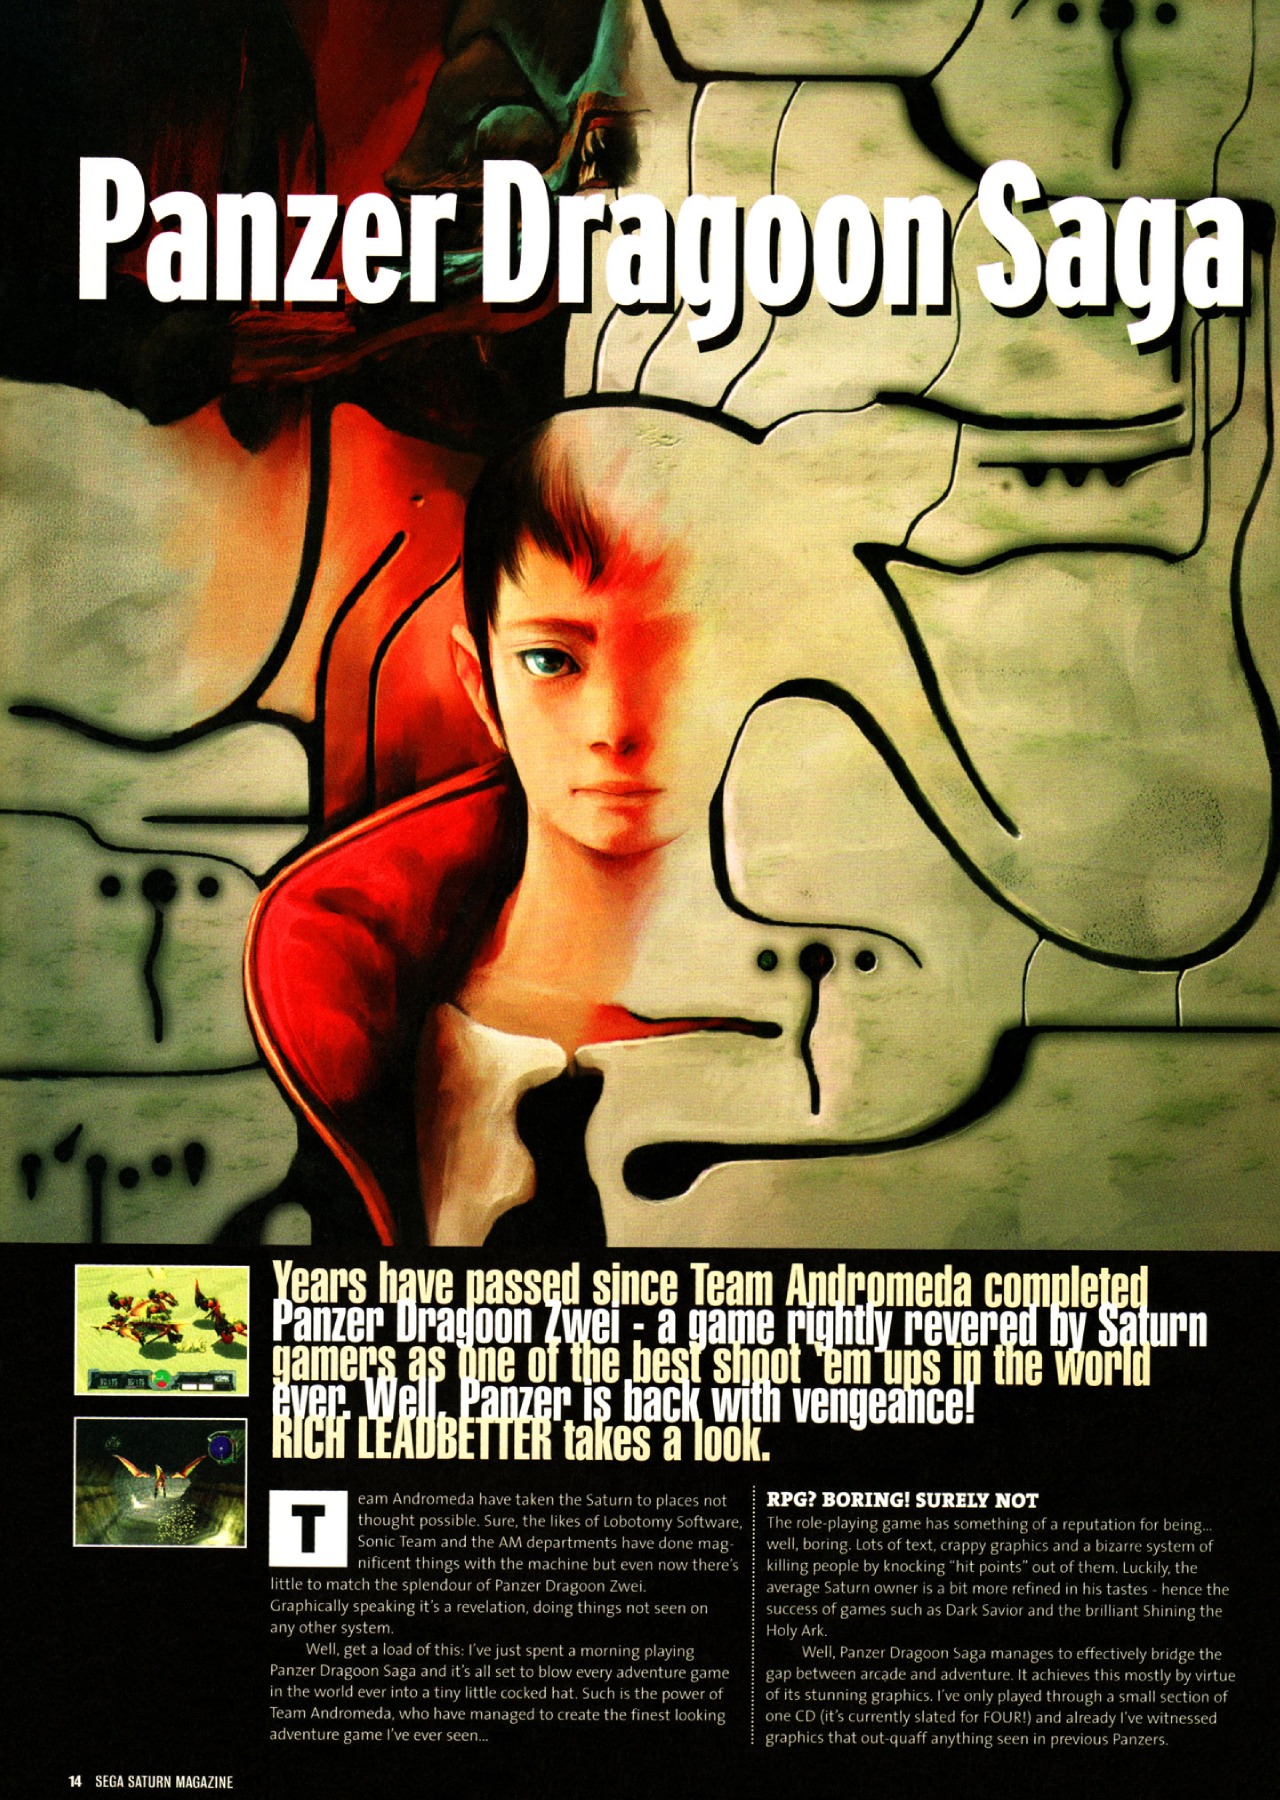 Panzer Dragoon Saga
Years have passed since Team Andromeda completed
Panzer Dragoon Zwei - a game rightly revered by Saturn
gamers as one of the best shoot 'em ups in the world
ever. Well, Panzer is back with vengeance!
RICH LEADBETTER takes a look.
Team Andromeda have taken the Saturn to places not
thought possible. Sure, the likes of Lobotomy Software,
Sonic Team and the AM departments have done mag-
nificent things with the machine but even now there's
little to match the splendour of Panzer Dragoon Zwei.
Graphically speaking it's a revelation, doing things not seen on
any other system.
Well, get a load of this: I've just spent a morning playing
Panzer Dragoon Saga and it's all set to blow every adventure game
in the world ever into a tiny little cocked hat. Such is the power of
Team Andromeda, who have managed to create the finest looking
adventure game I've ever seen...
RPG? BORING! SURELY NOT
The role-playing game has something of a reputation for being...
well, boring. Lots of text, crappy graphics and a bizarre system of
killing people by knocking "hit points" out of them. Luckily, the
average Saturn owner is a bit more refined in his tastes - hence the
success of games such as Dark Savior and the brilliant Shining the
Holy Ark.
Well, Panzer Dragoon Saga manages to effectively bridge the
gap between arcade and adventure. It achieves this mostly by virtue
of its stunning graphics. I've only played through a small section of
one CD (it's currently slated for FOUR!) and already I've witnessed
graphics that out-quaff anything seen in previous Panzers.
14 SEGA SATURN MAGAZINE